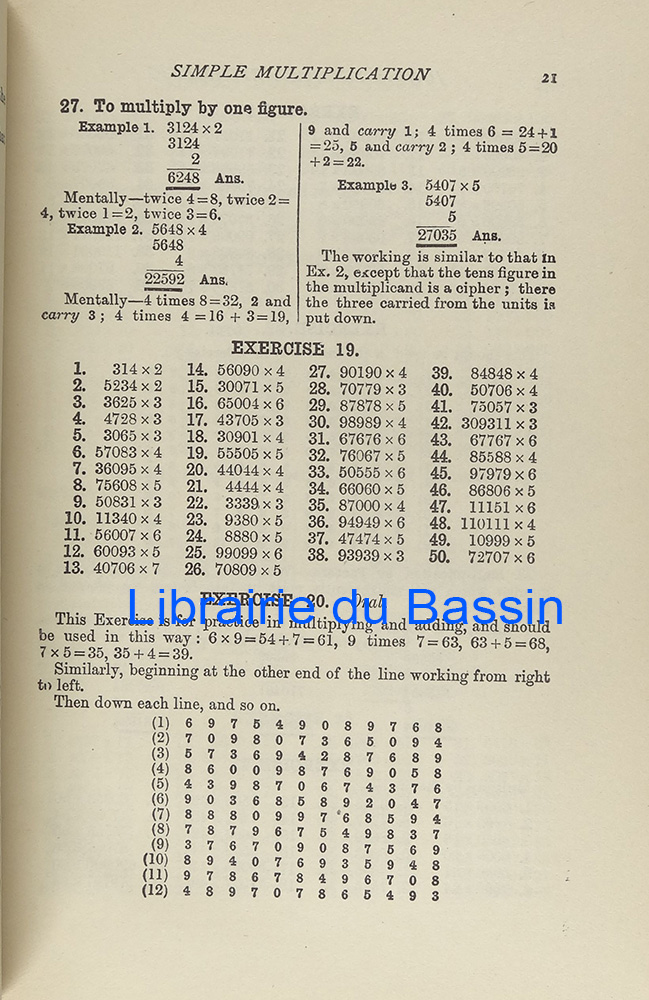 SIMPLE MULTIPLICATION 21
27. To multiply by one figure.
Example 1. 3124 × 2
3124
2
6248 Ans.
Mentally—twice 4=8, twice 2=
4, twice 1=2, twice 3=6.
Example 2. 5648 × 4
5648
4
22592 Ans.
Mentally—4 times 8=32, 2 and
carry 3; 4 times 4=16 + 3=19,
9 and carry 1; 4 times 6 = 24+1
=25, 5 and carry 2; 4 times 5=20
+2=22.
Example 3. 5407 × 5
5407
5
27035 Ans.
The working is similar to that in
Ex. 2, except that the tens figure in
the multiplicand is a cipher; there
the three carried from the units is
put down.
EXERCISE 19.
1. 314 × 2 14. 56090 × 4 27. 90190 × 4 39. 84848 × 4
2. 5234 × 2 15. 30071 × 5 28. 70779 × 3 40. 50706 × 4
3. 3625 × 3 16. 65004 × 6 29. 87878 × 5 41. 75057 × 3
4. 4728 × 3 17. 43705 × 3 30. 98989 × 4 42. 309311 × 3
5. 3065 × 3 18. 30901 × 4 31. 67676 × 6 43. 67767 × 6
6. 57083 × 4 19. 55505 × 5 32. 76067 × 5 44. 85588 × 4
7. 36095 × 4 20. 44044 × 4 33. 50555 × 6 45. 97979 × 6
8. 75608 × 5 21. 4444 × 4 34. 66060 × 5 46. 86806 × 5
9. 50831 × 3 22. 3339 × 3 35. 87000 × 4 47. 11151 × 6
10. 11340 × 4 23. 9380 × 5 36. 94949 × 6 48. 110111 × 4
11. 56007 × 6 24. 8880 × 5 37. 47474 × 5 49. 10999 × 5
12. 60093 × 5 25. 99099 × 6 38. 93939 × 3 50. 72707 × 6
13. 40706 × 7 26. 70809 × 5
EXERCISE 20. Oral.
Librairie du Bassin
This Exercise is for practice in multiplying and adding, and should
be used in this way: 6 × 9=54+7=61, 9 times 7=63, 63+5=68,
7 × 5=35, 35+4=39.
Similarly, beginning at the other end of the line working from right
to left.
Then down each line, and so on.
(1) 6 9 7 5 4 9 0 8 9 7 6 8
(2) 7 0 9 8 0 7 3 6 5 0 9 4
(3) 5 7 3 6 9 4 2 8 7 6 8 9
(4) 8 6 0 0 9 8 7 6 9 0 5 8
(5) 4 3 9 8 7 0 6 7 4 3 7 6
(6) 9 0 3 6 8 5 8 9 2 0 4 7
(7) 8 8 8 0 9 9 7 6 8 5 9 4
(8) 7 8 7 9 6 7 5 4 9 8 3 7
(9) 3 7 6 7 0 9 0 8 7 5 6 9
(10) 8 9 4 0 7 6 9 3 5 9 4 8
(11) 9 7 8 6 7 8 4 9 6 7 0 8
(12) 4 8 9 7 0 7 8 6 5 4 9 3